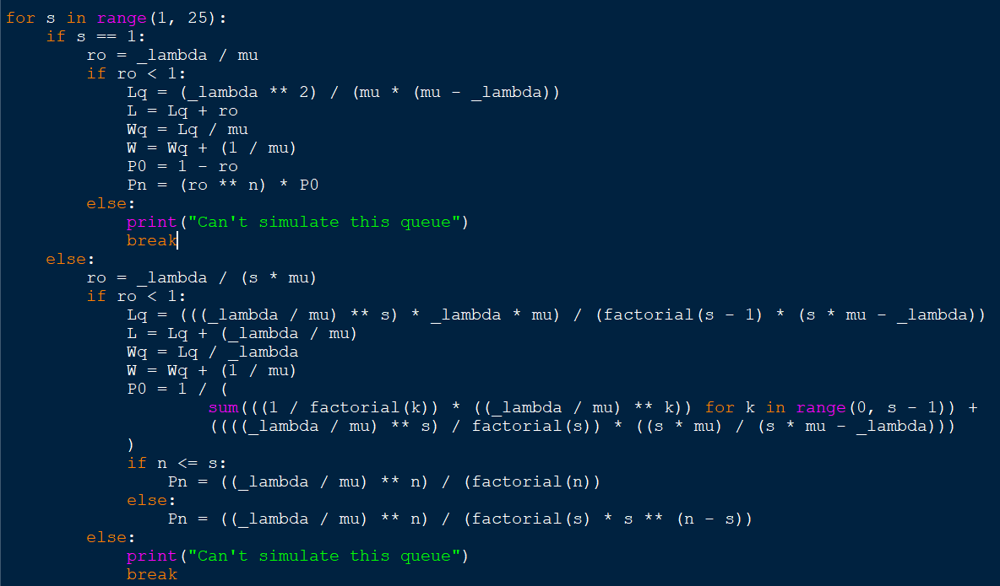 for s in range(1, 25):
    if s == 1:
        ro = _lambda / mu
        if ro < 1:
            Lq = (_lambda ** 2) / (mu * (mu - _lambda))
            L = Lq + ro
            Wq = Lq / mu
            W = Wq + (1 / mu)
            P0 = 1 - ro
            Pn = (ro ** n) * P0
        else:
            print("Can't simulate this queue")
            break
    else:
        ro = _lambda / (s * mu)
        if ro < 1:
            Lq = (((_lambda / mu) ** s) * _lambda * mu) / (factorial(s - 1) * (s * mu - _lambda))
            L = Lq + (_lambda / mu)
            Wq = Lq / _lambda
            W = Wq + (1 / mu)
            P0 = 1 / (
                    sum(((1 / factorial(k)) * ((_lambda / mu) ** k)) for k in range(0, s - 1)) +
                    ((((_lambda / mu) ** s) / factorial(s)) * ((s * mu) / (s * mu - _lambda)))
            )
            if n <= s:
                Pn = ((_lambda / mu) ** n) / (factorial(n))
            else:
                Pn = ((_lambda / mu) ** n) / (factorial(s) * s ** (n - s))
        else:
            print("Can't simulate this queue")
            break